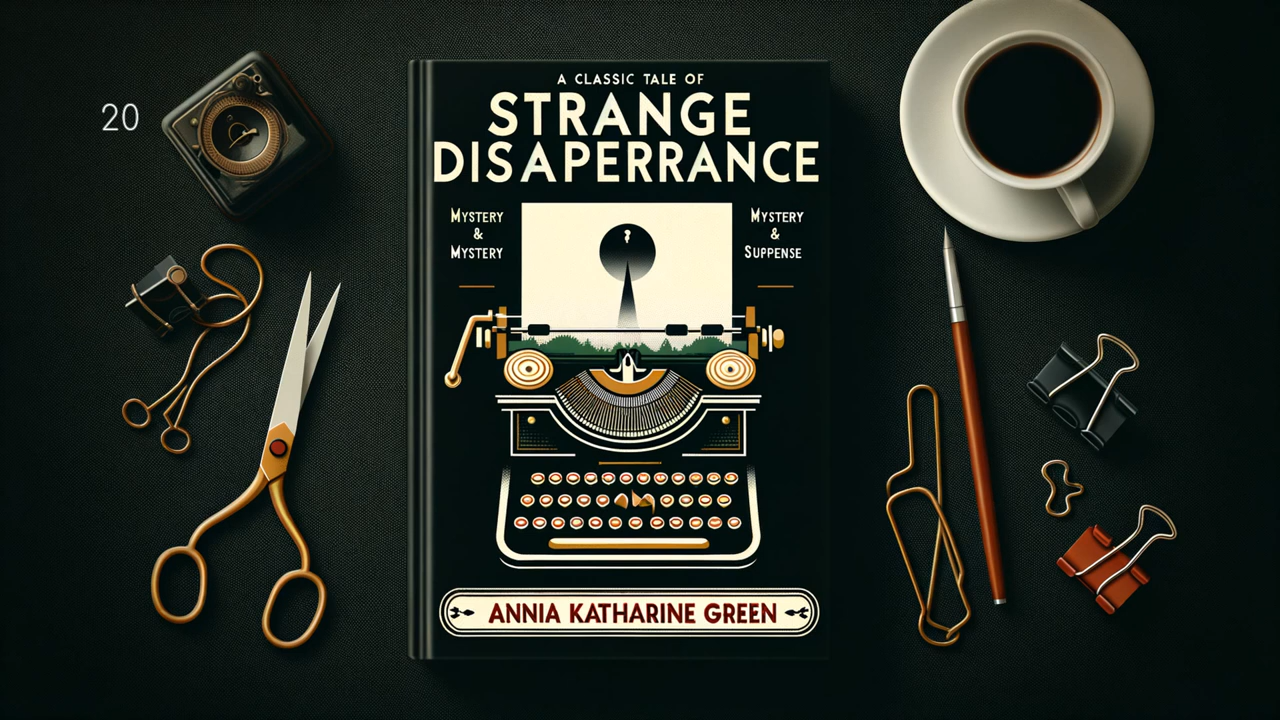 20
A CLASSIC TALE OF
STRANGE
DISAPERRANCE
MYSTERY
&
MYSTERY
MYSTERY
&
SUPPENSE
ANNIA KATHARINE GREEN